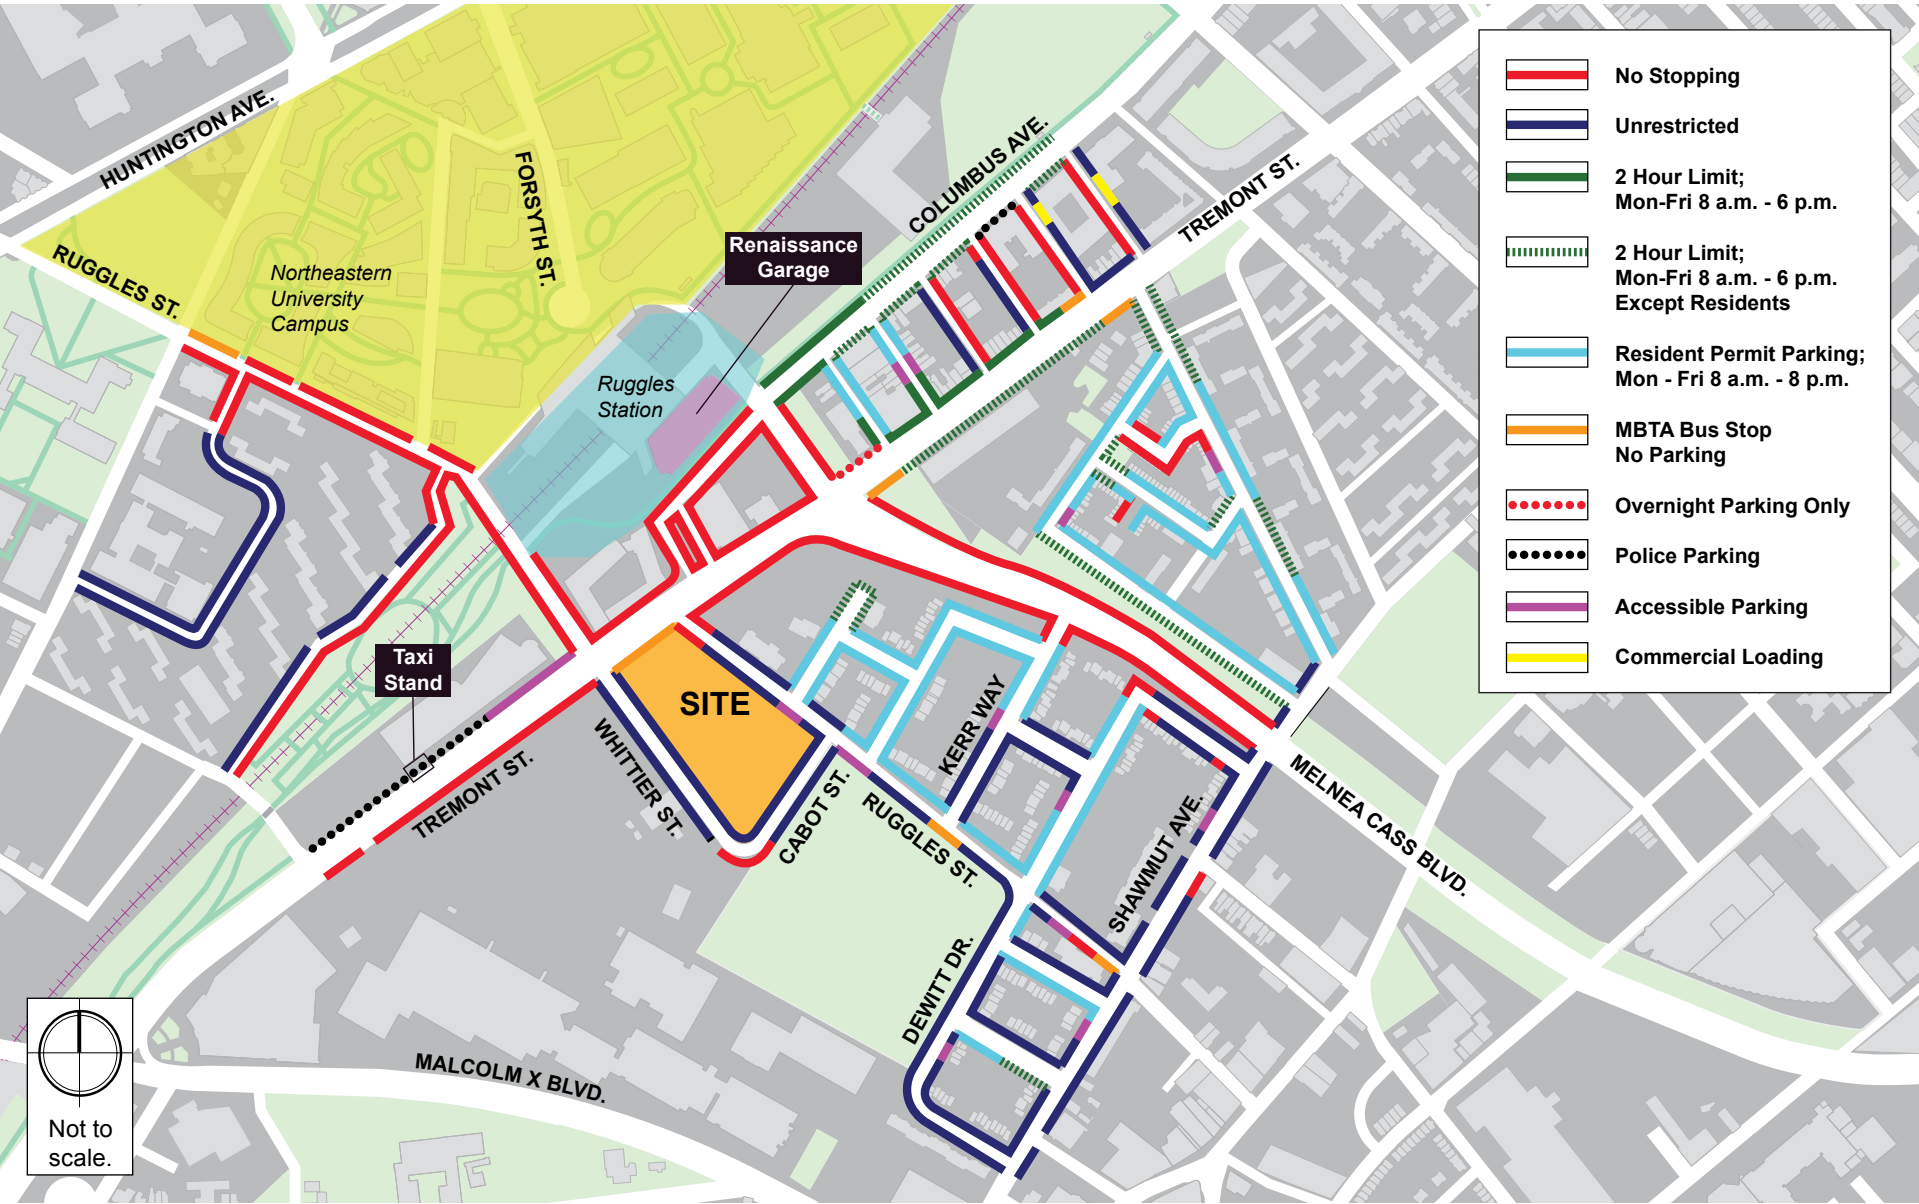 HUNTINGTON AVE.
RUGGLES ST.
Northeastern
University
Campus
FORSYTH ST.
Renaissance
Garage
COLUMBUS AVE.
TREMONT ST.
Ruggles
Station
Taxi
Stand
SITE
WHITTIER ST.
TREMONT ST.
CABOT ST.
RUGGLES ST.
KERR WAY
SHAWMUT AVE.
MELNEA CASS BLVD.
DEWITT DR.
MALCOLM X BLVD.
Not to
scale.
No Stopping
Unrestricted
2 Hour Limit;
Mon-Fri 8 a.m. - 6 p.m.
2 Hour Limit;
Mon-Fri 8 a.m. - 6 p.m.
Except Residents
Resident Permit Parking;
Mon - Fri 8 a.m. - 8 p.m.
MBTA Bus Stop
No Parking
Overnight Parking Only
Police Parking
Accessible Parking
Commercial Loading